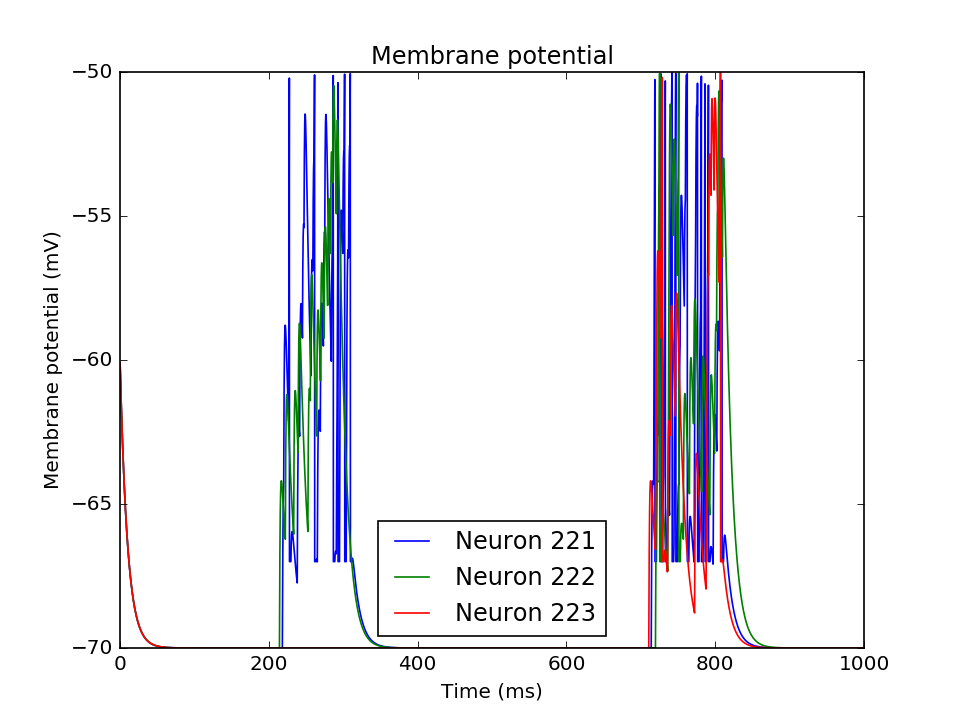 Membrane potential
Membrane potential (mV)
−50
−55
−60
−65
−70
Neuron 221
Neuron 222
Neuron 223
0 200 400 600 800 1000
Time (ms)